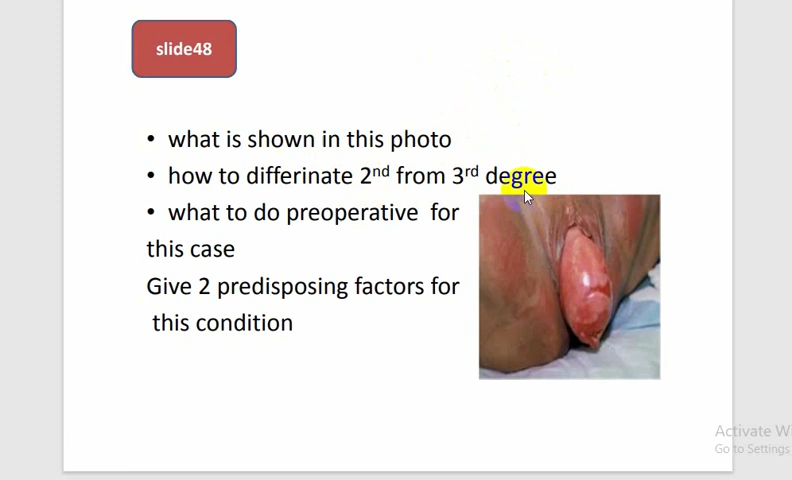 slide48
• what is shown in this photo
• how to differinate 2nd from 3rd degree
• what to do preoperative for
this case
Give 2 predisposing factors for
this condition
Activate Wi
Go to Settings